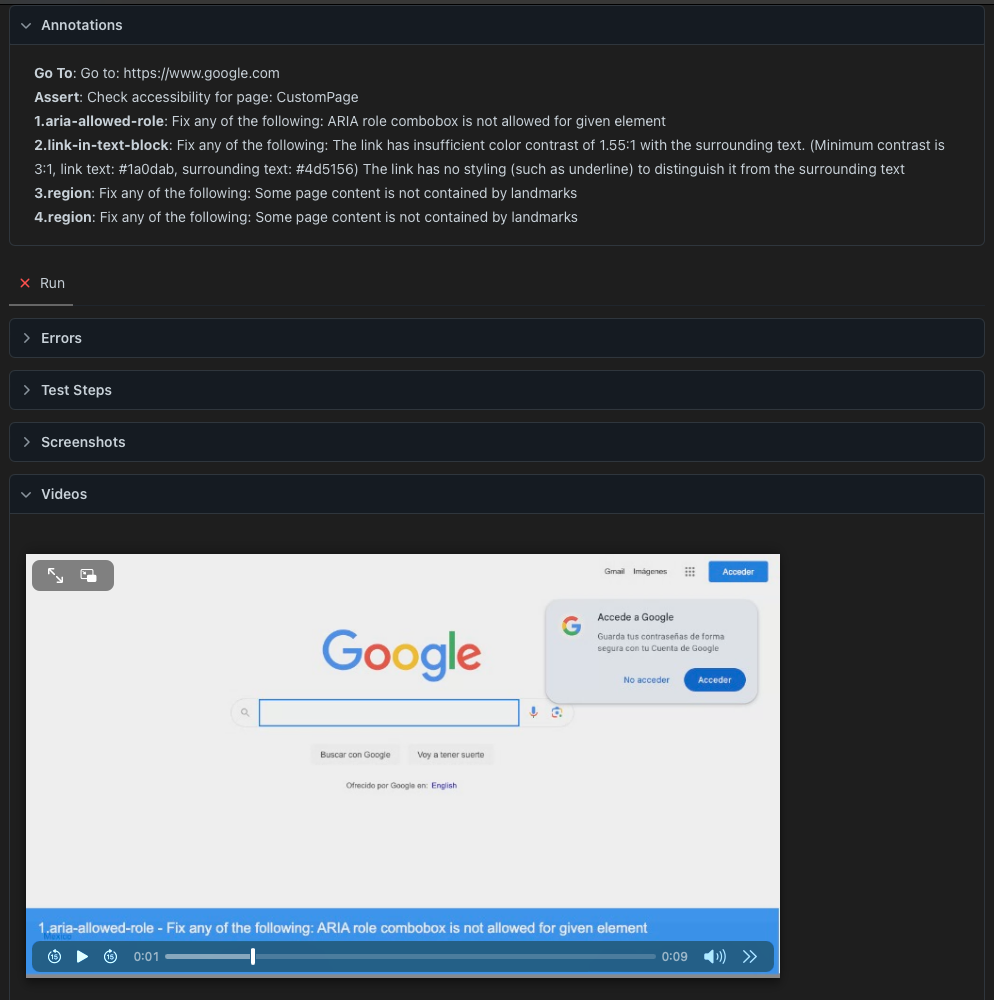 Annotations
Go To: Go to: https://www.google.com
Assert: Check accessibility for page: CustomPage
1.aria-allowed-role: Fix any of the following: ARIA role combobox is not allowed for given element
2.link-in-text-block: Fix any of the following: The link has insufficient color contrast of 1.55:1 with the surrounding text. (Minimum contrast is
3:1, link text: #1a0dab, surrounding text: #4d5156) The link has no styling (such as underline) to distinguish it from the surrounding text
3.region: Fix any of the following: Some page content is not contained by landmarks
4.region: Fix any of the following: Some page content is not contained by landmarks
Run
Errors
Test Steps
Screenshots
Videos
Gmail Imágenes Acceder
Accede a Google
Guarda tus contraseñas de forma
segura con tu Cuenta de Google
No acceder Acceder
Google
Buscar con Google Voy a tener suerte
Ofrecido por Google en: English
1.aria-allowed-role - Fix any of the following: ARIA role combobox is not allowed for given element
15 15 0:01 0:09